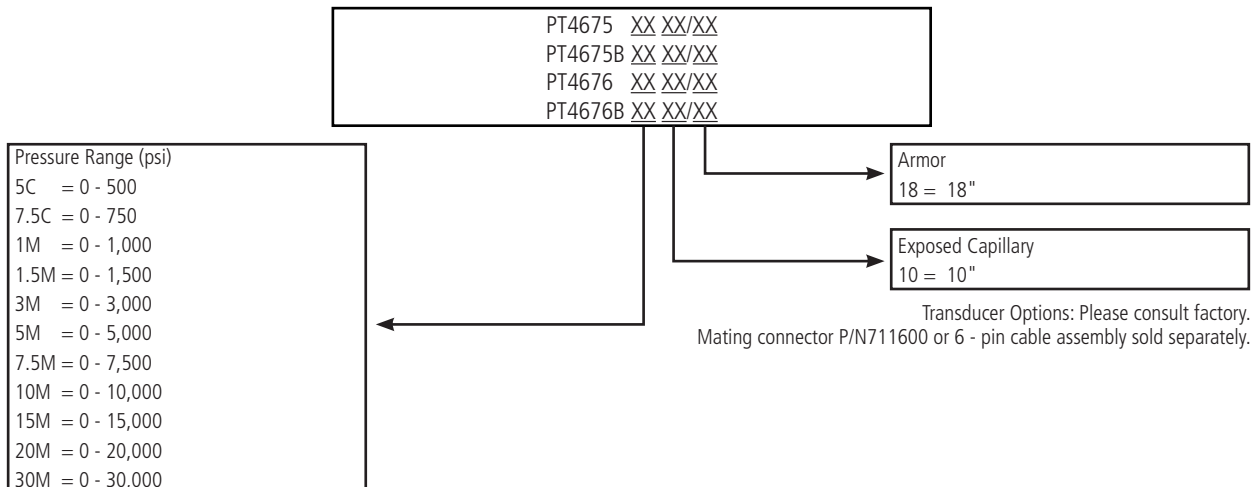 PT4675 XX XX/XX
PT4675B XX XX/XX
PT4676 XX XX/XX
PT4676B XX XX/XX
Pressure Range (psi)
5C = 0 - 500
7.5C = 0 - 750
1M = 0 - 1,000
1.5M = 0 - 1,500
3M = 0 - 3,000
5M = 0 - 5,000
7.5M = 0 - 7,500
10M = 0 - 10,000
15M = 0 - 15,000
20M = 0 - 20,000
30M = 0 - 30,000
Armor
18 = 18"
Exposed Capillary
10 = 10"
Transducer Options: Please consult factory.
Mating connector P/N711600 or 6 - pin cable assembly sold separately.